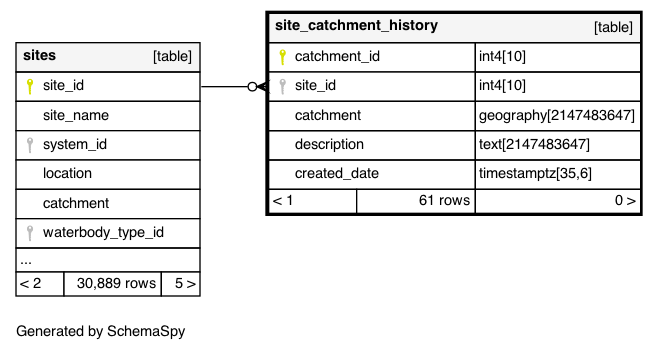 sites [table]
site_id
site_name
system_id
location
catchment
waterbody_type_id
...
< 2 30,889 rows 5 >
site_catchment_history [table]
catchment_id int4[10]
site_id int4[10]
catchment geography[2147483647]
description text[2147483647]
created_date timestamptz[35,6]
< 1 61 rows 0 >
Generated by SchemaSpy